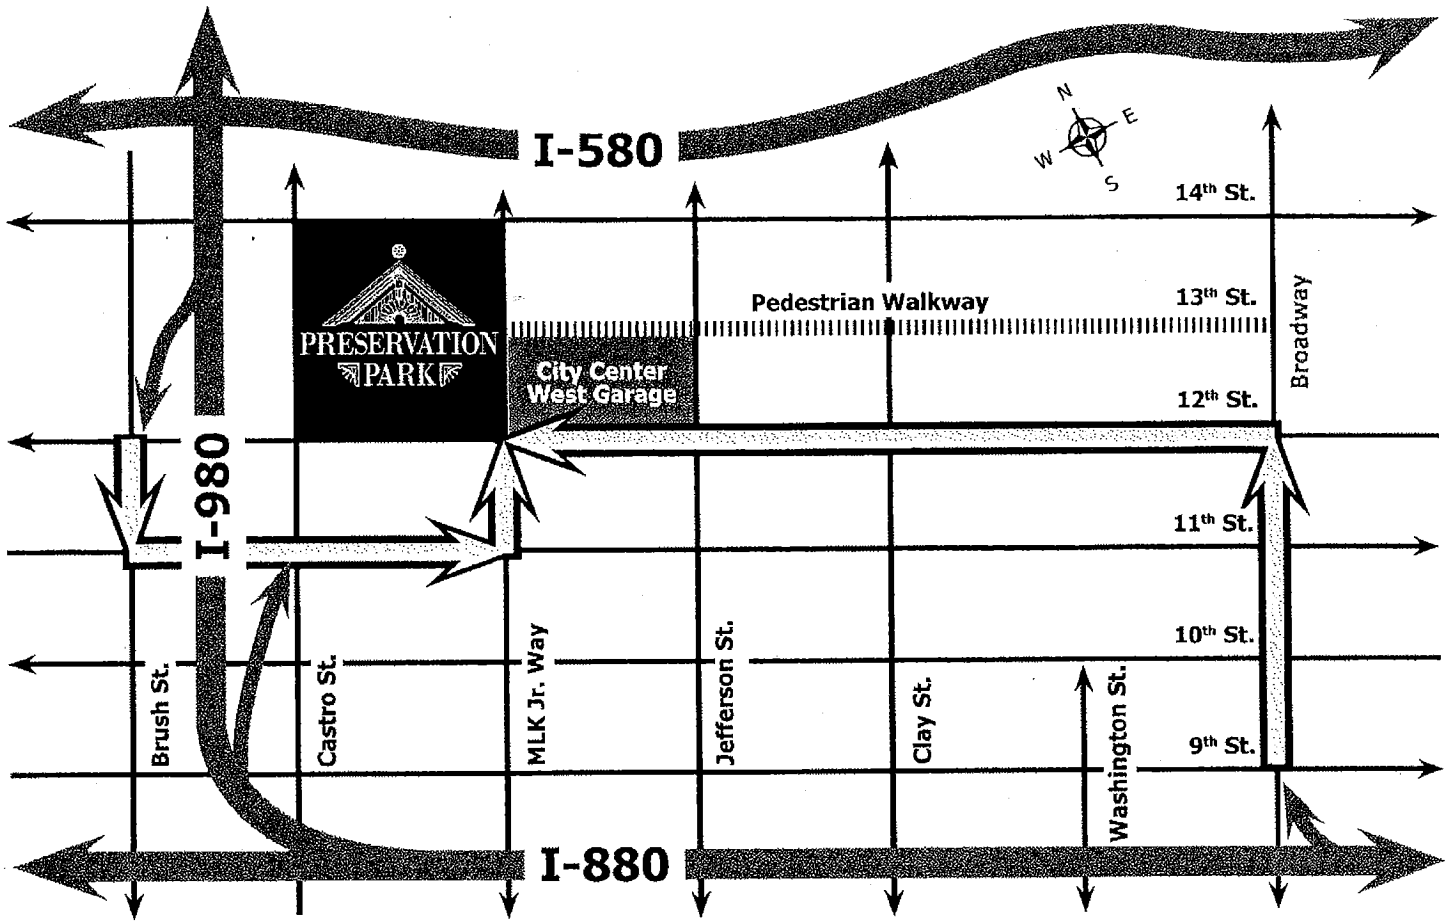 I-580
N
E
W
S
14th St.
Pedestrian Walkway
13th St.
Broadway
PRESERVATION
PARK
City Center
West Garage
12th St.
I-980
11th St.
10th St.
Brush St.
Castro St.
MLK Jr. Way
Jefferson St.
Clay St.
Washington St.
9th St.
I-880